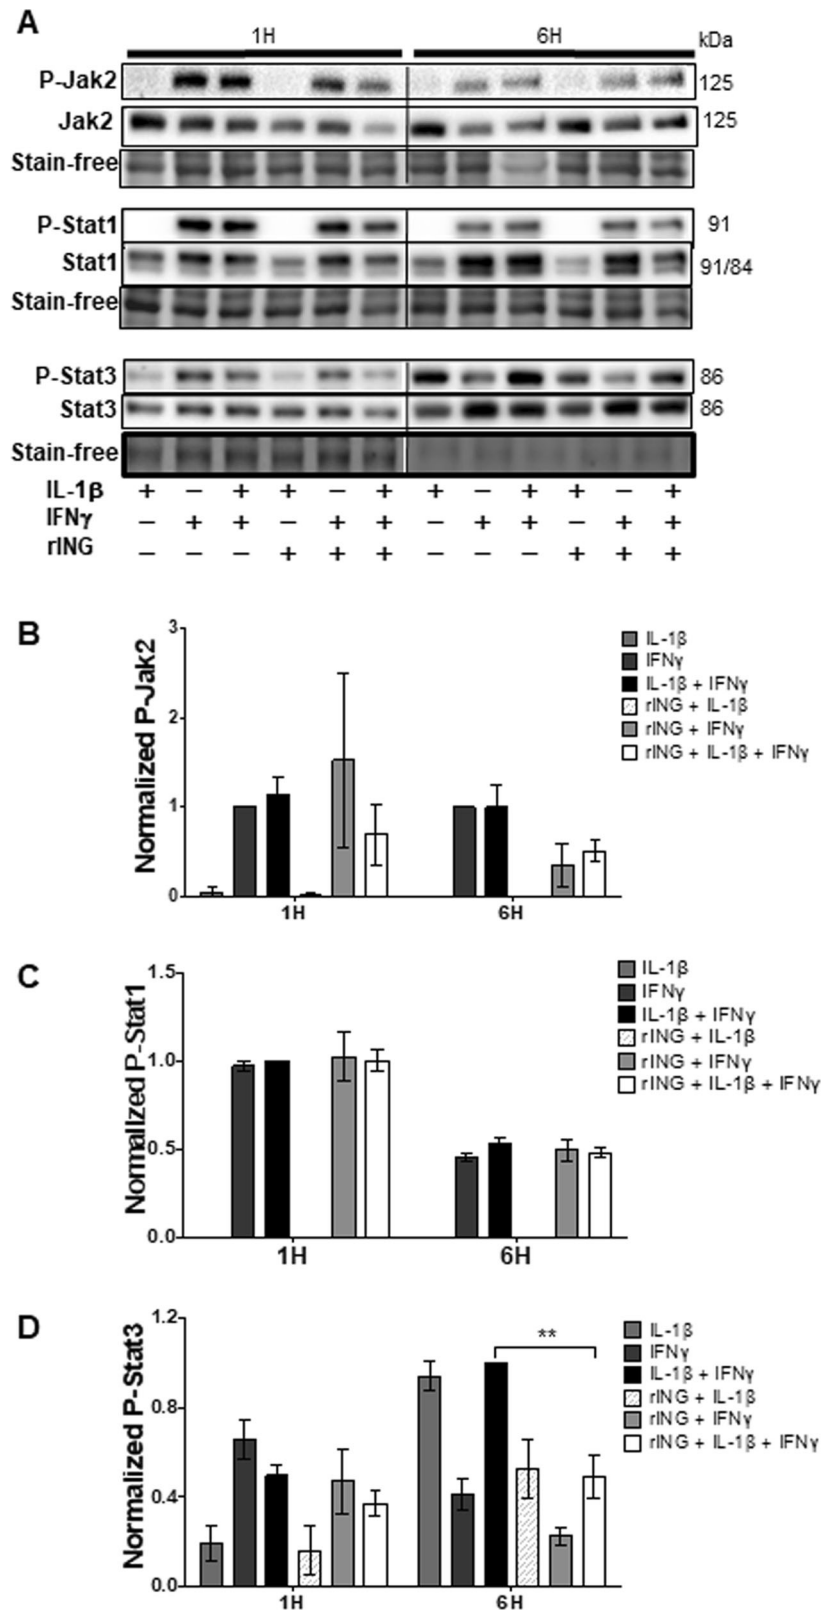 A
1H 6H kDa
P-Jak2 125
Jak2 125
Stain-free
P-Stat1 91
Stat1 91/84
Stain-free
P-Stat3 86
Stat3 86
Stain-free
IL-1β + – + + – + + – + + – +
IFNγ – + + – + + – + + – + +
rING – – – + + + – – – + + +
B
Normalized P-Jak2
3
2
1
0
1H 6H
IL-1β
IFNγ
IL-1β + IFNγ
rING + IL-1β
rING + IFNγ
rING + IL-1β + IFNγ
C
Normalized P-Stat1
1.5
1.0
0.5
0.0
1H 6H
IL-1β
IFNγ
IL-1β + IFNγ
rING + IL-1β
rING + IFNγ
rING + IL-1β + IFNγ
D
Normalized P-Stat3
1.2
0.8
0.4
0.0
**
1H 6H
IL-1β
IFNγ
IL-1β + IFNγ
rING + IL-1β
rING + IFNγ
rING + IL-1β + IFNγ